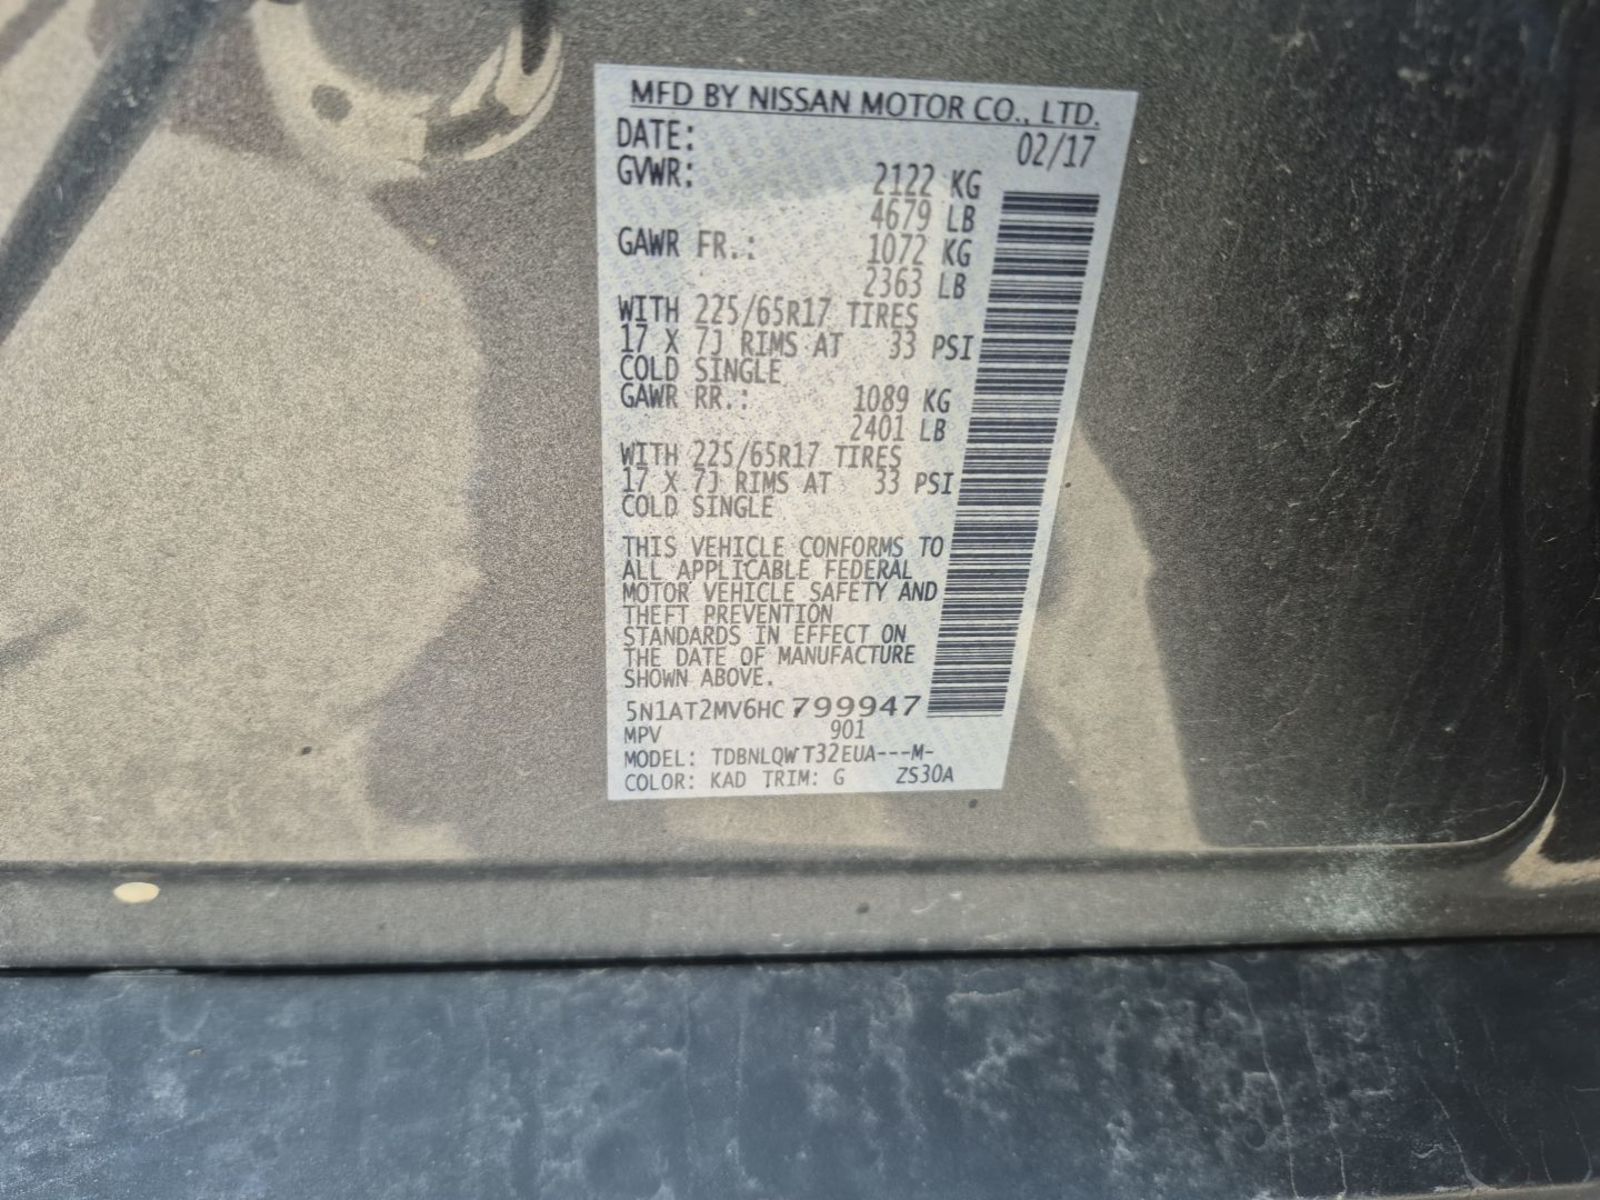 MFD BY NISSAN MOTOR CO., LTD.
DATE: 02/17
GVWR: 2122 KG
4679 LB
GAWR FR.: 1072 KG
2363 LB
WITH 225/65R17 TIRES
17 X 7J RIMS AT 33 PSI
COLD SINGLE
GAWR RR.: 1089 KG
2401 LB
WITH 225/65R17 TIRES
17 X 7J RIMS AT 33 PSI
COLD SINGLE
THIS VEHICLE CONFORMS TO
ALL APPLICABLE FEDERAL
MOTOR VEHICLE SAFETY AND
THEFT PREVENTION
STANDARDS IN EFFECT ON
THE DATE OF MANUFACTURE
SHOWN ABOVE.
5N1AT2MV6HC799947
MPV 901
MODEL: TDBNLQWT32EUA---M-
COLOR: KAD TRIM: G ZS30A